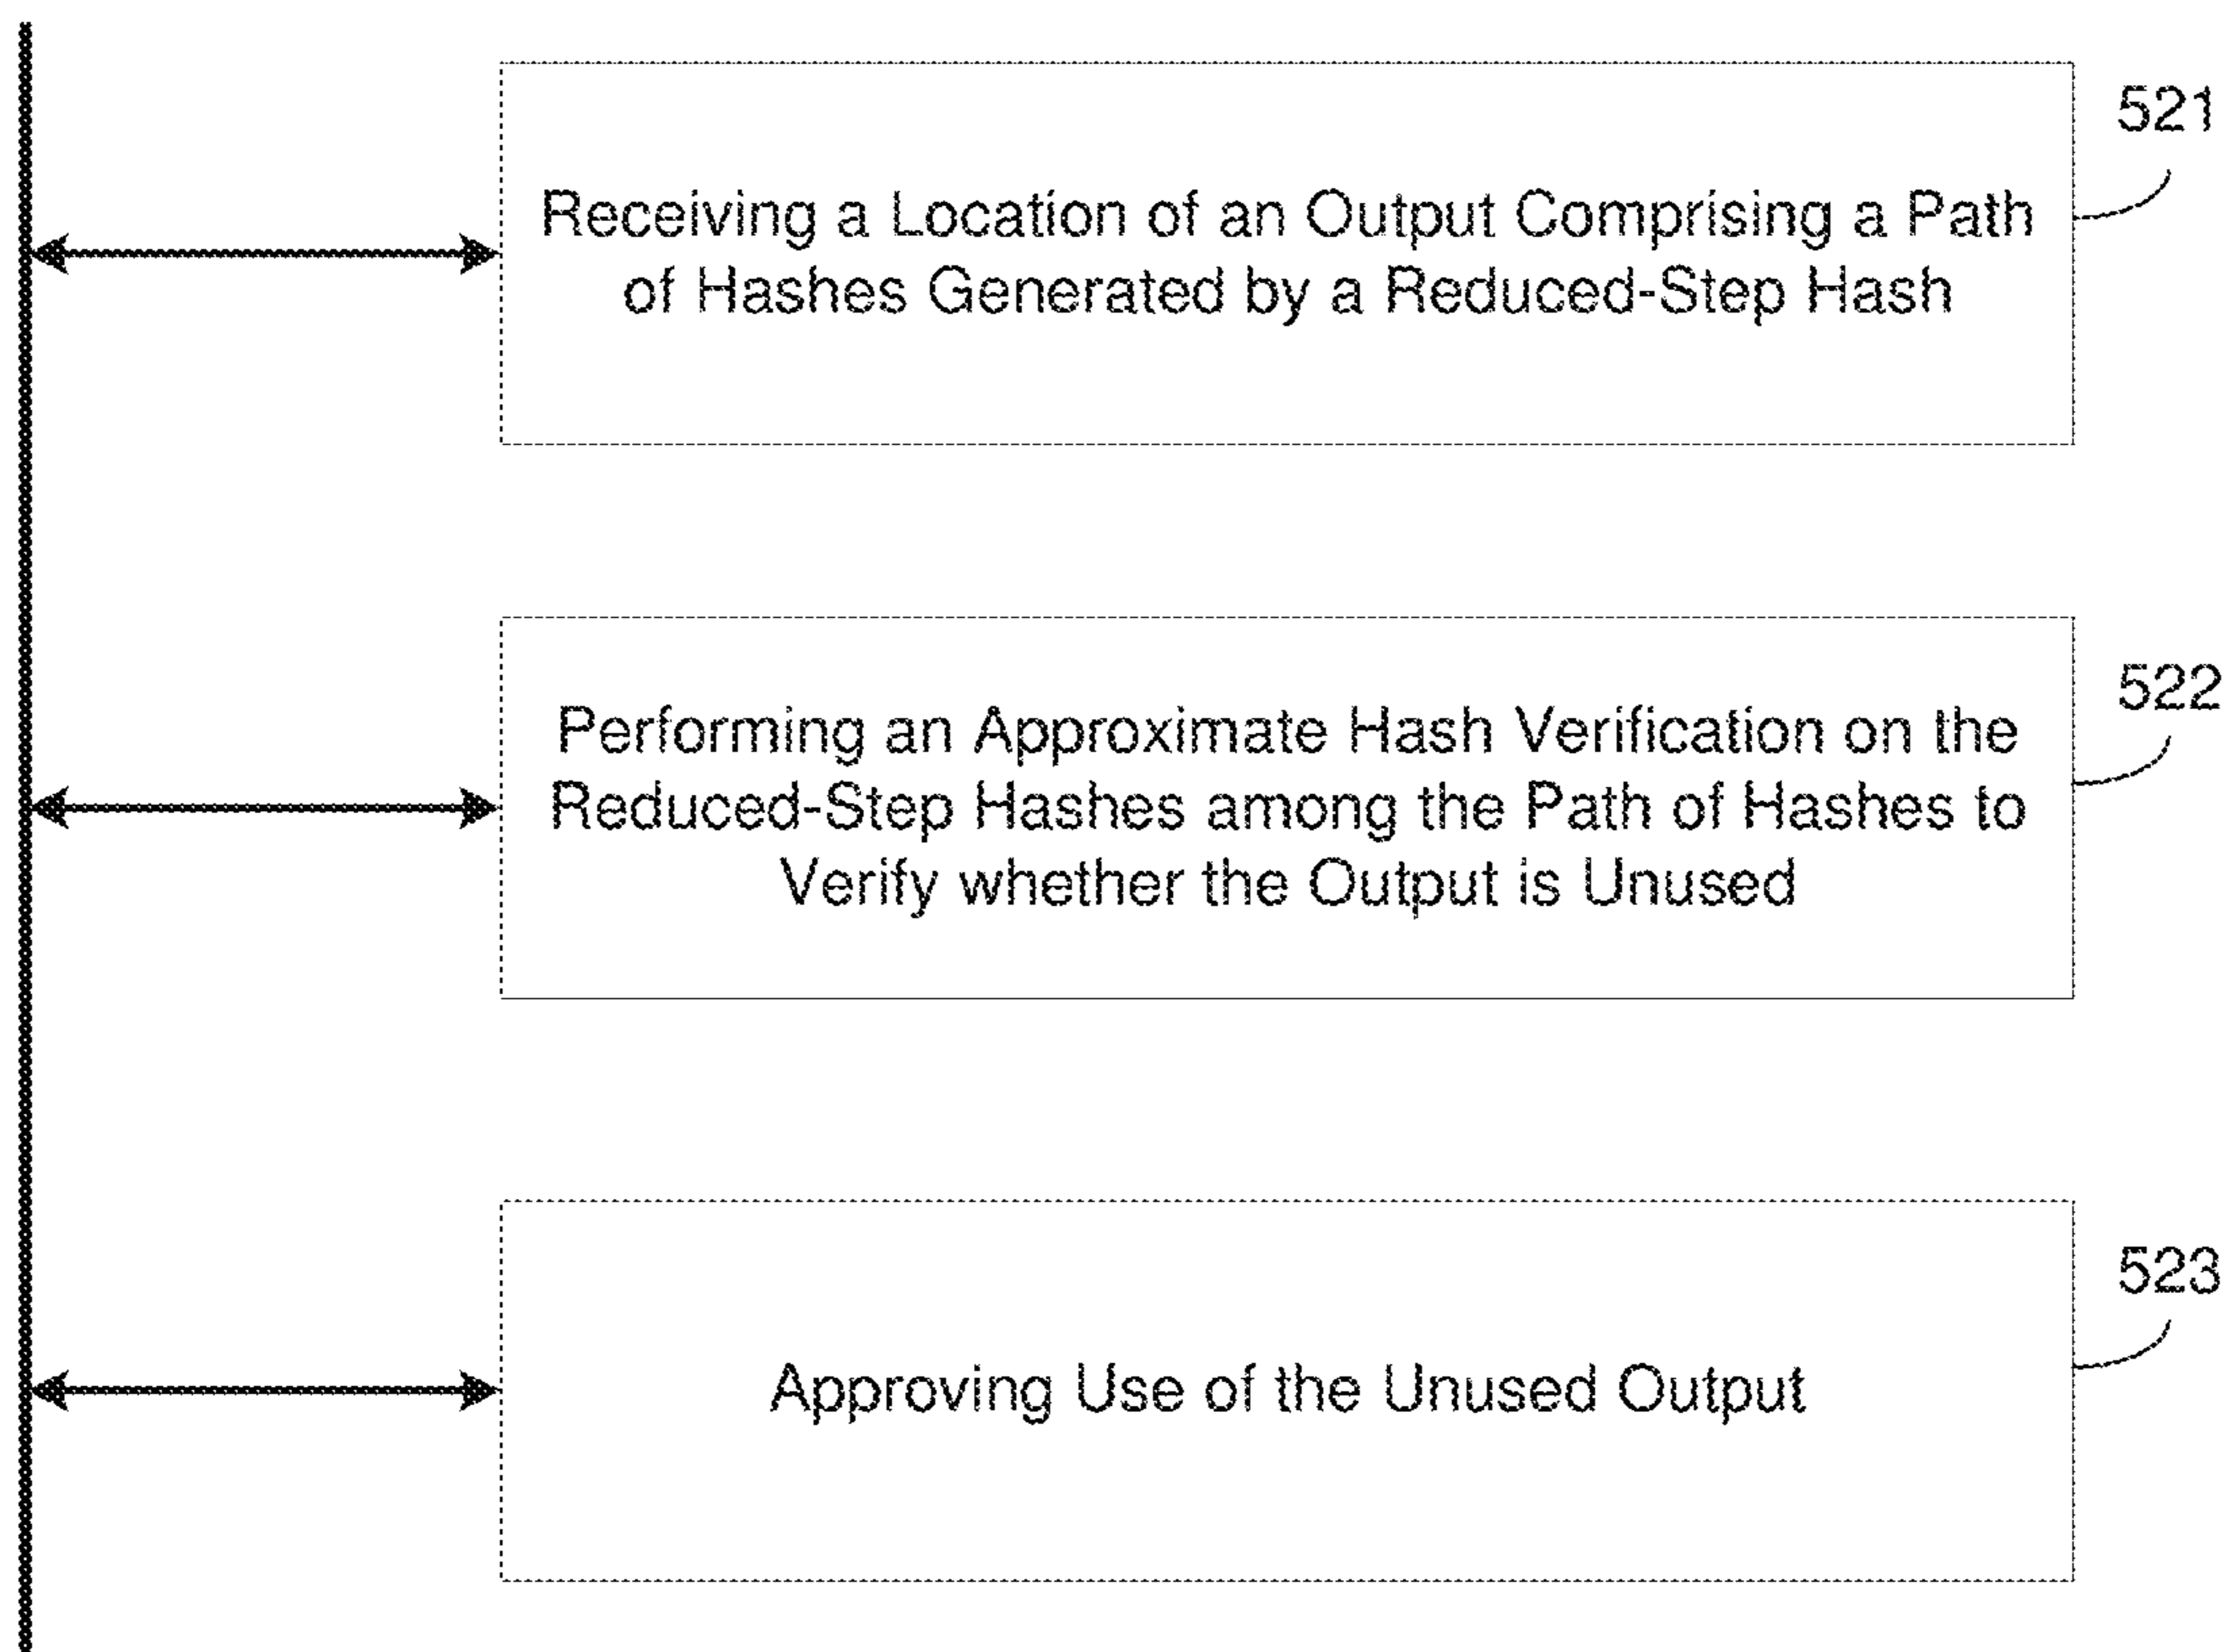 521
Receiving a Location of an Output Comprising a Path
of Hashes Generated by a Reduced-Step Hash
522
Performing an Approximate Hash Verification on the
Reduced-Step Hashes among the Path of Hashes to
Verify whether the Output is Unused
523
Approving Use of the Unused Output